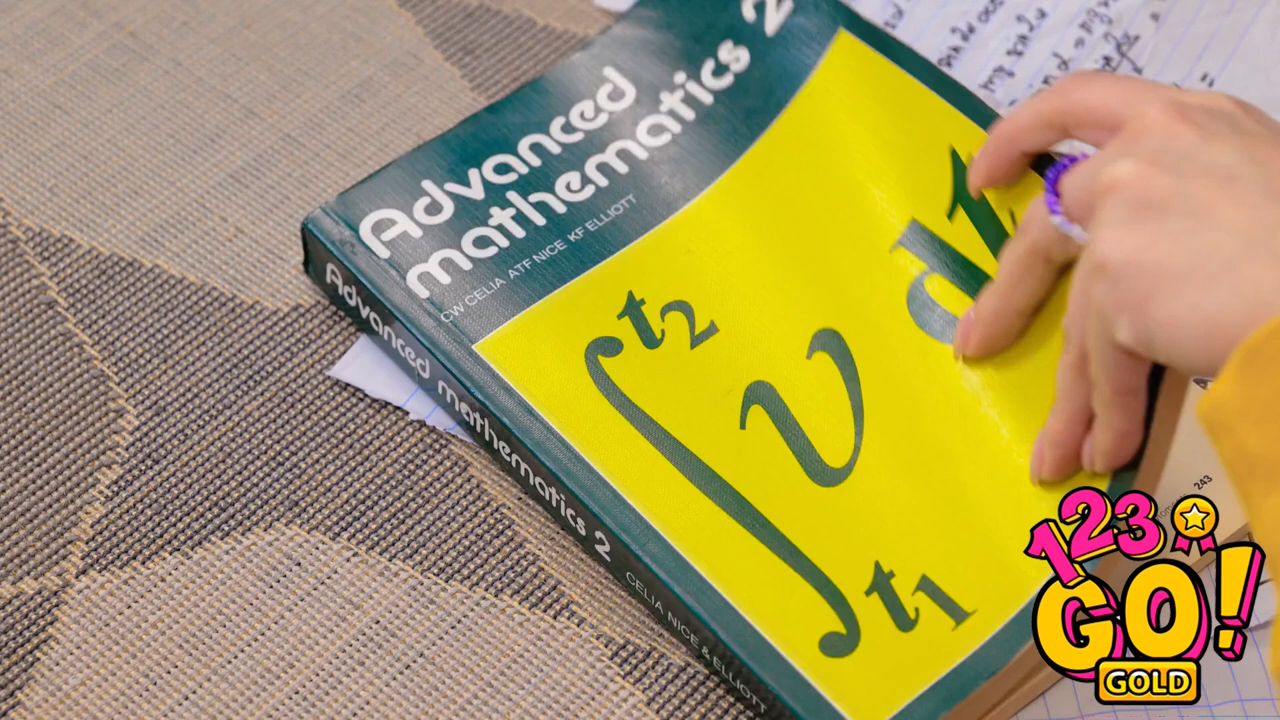 Advanced
mathematics 2
CW CELIA ATF NICE KF ELLIOTT
∫ t2 t1 v dt
Advanced mathematics 2
CELIA NICE & ELLIOTT
243
123
GO!
GOLD